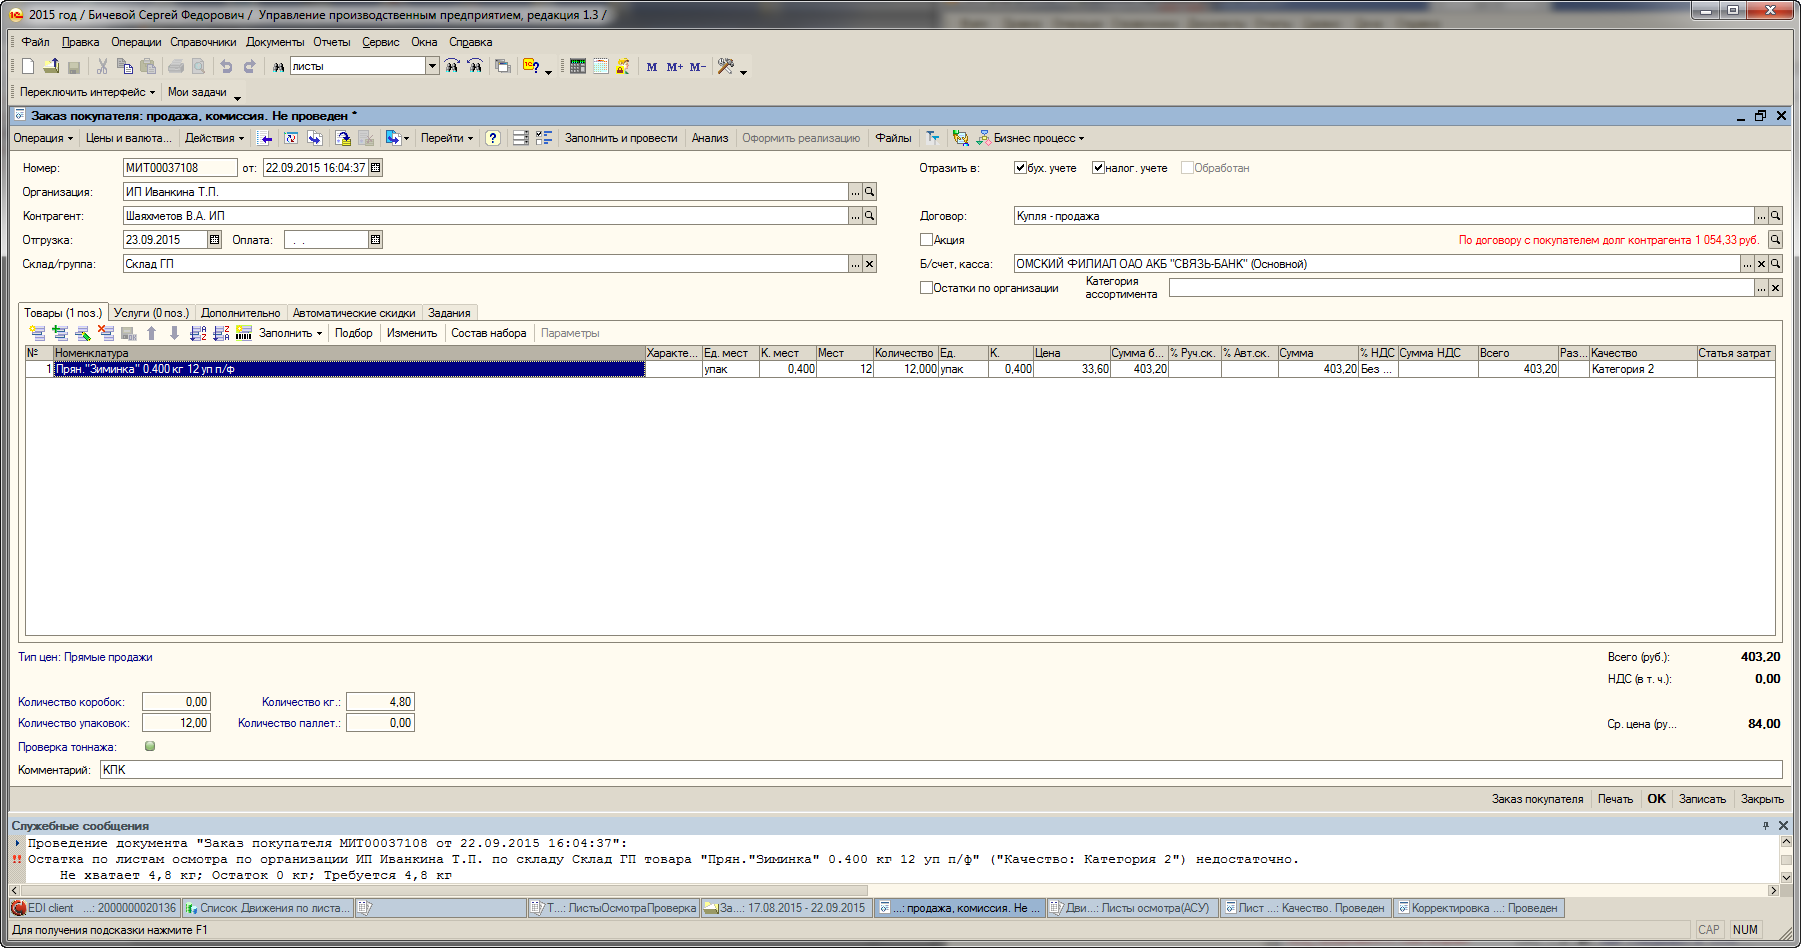 2015 год / Бичевой Сергей Федорович / Управление производственным предприятием, редакция 1.3 /
Файл Правка Операции Справочники Документы Отчеты Сервис Окна Справка
листы M M+ M-
Переключить интерфейс Мои задачи
Заказ покупателя: продажа, комиссия. Не проведен *
Операция Цены и валюта... Действия Перейти Заполнить и провести Анализ Оформить реализацию Файлы Бизнес процесс
Номер: МИТ00037108 от: 22.09.2015 16:04:37 Отразить в: бух. учете налог. учете Обработан
Организация: ИП Иванкина Т.П.
Контрагент: Шаяхметов В.А. ИП Договор: Купля - продажа
Отгрузка: 23.09.2015 Оплата: . . Акция По договору с покупателем долг контрагента 1 054,33 руб.
Склад/группа: Склад ГП Б/счет, касса: ОМСКИЙ ФИЛИАЛ ОАО АКБ "СВЯЗЬ-БАНК" (Основной)
Остатки по организации Категория ассортимента
Товары (1 поз.) Услуги (0 поз.) Дополнительно Автоматические скидки Задания
Заполнить Подбор Изменить Состав набора Параметры
№ Номенклатура Характе... Ед. мест К. мест Мест Количество Ед. К. Цена Сумма б... % Руч.ск. % Авт.ск. Сумма % НДС Сумма НДС Всего Раз... Качество Статья затрат
1 Прян."Зиминка" 0.400 кг 12 уп п/ф упак 0,400 12 12,000 упак 0,400 33,60 403,20 403,20 Без ... 403,20 Категория 2
Тип цен: Прямые продажи Всего (руб.): 403,20
НДС (в т. ч.): 0,00
Количество коробок: 0,00 Количество кг.: 4,80
Количество упаковок: 12,00 Количество паллет.: 0,00 Ср. цена (ру... 84,00
Проверка тоннажа:
Комментарий: КПК
Заказ покупателя Печать OK Записать Закрыть
Служебные сообщения
Проведение документа "Заказ покупателя МИТ00037108 от 22.09.2015 16:04:37":
!! Остатка по листам осмотра по организации ИП Иванкина Т.П. по складу Склад ГП товара "Прян."Зиминка" 0.400 кг 12 уп п/ф" ("Качество: Категория 2") недостаточно.
Не хватает 4,8 кг; Остаток 0 кг; Требуется 4,8 кг
EDI client ...: 2000000020136 Список Движения по листа... Т...: ЛистыОсмотраПроверка За...: 17.08.2015 - 22.09.2015 ...: продажа, комиссия. Не ... Дви...: Листы осмотра(АСУ) Лист ...: Качество. Проведен Корректировка ...: Проведен
Для получения подсказки нажмите F1 CAP NUM